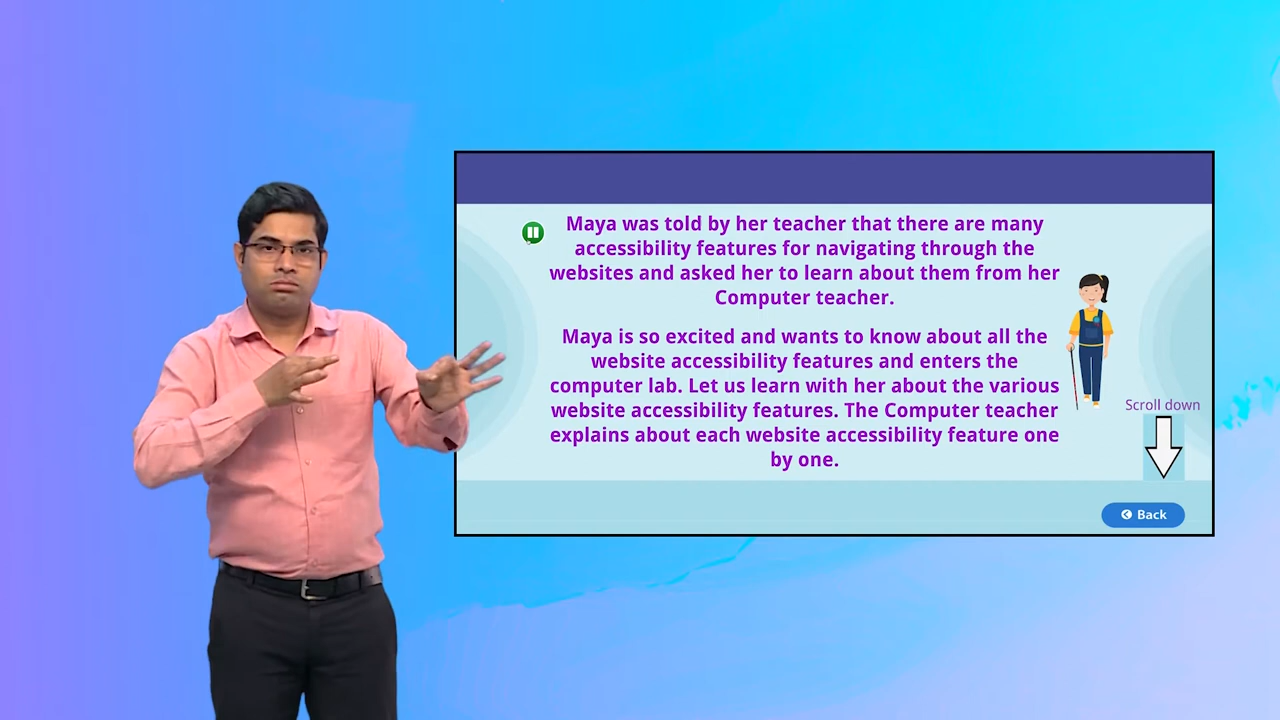 Maya was told by her teacher that there are many
accessibility features for navigating through the
websites and asked her to learn about them from her
Computer teacher.
Maya is so excited and wants to know about all the
website accessibility features and enters the
computer lab. Let us learn with her about the various
website accessibility features. The Computer teacher
explains about each website accessibility feature one
by one.
Scroll down
Back